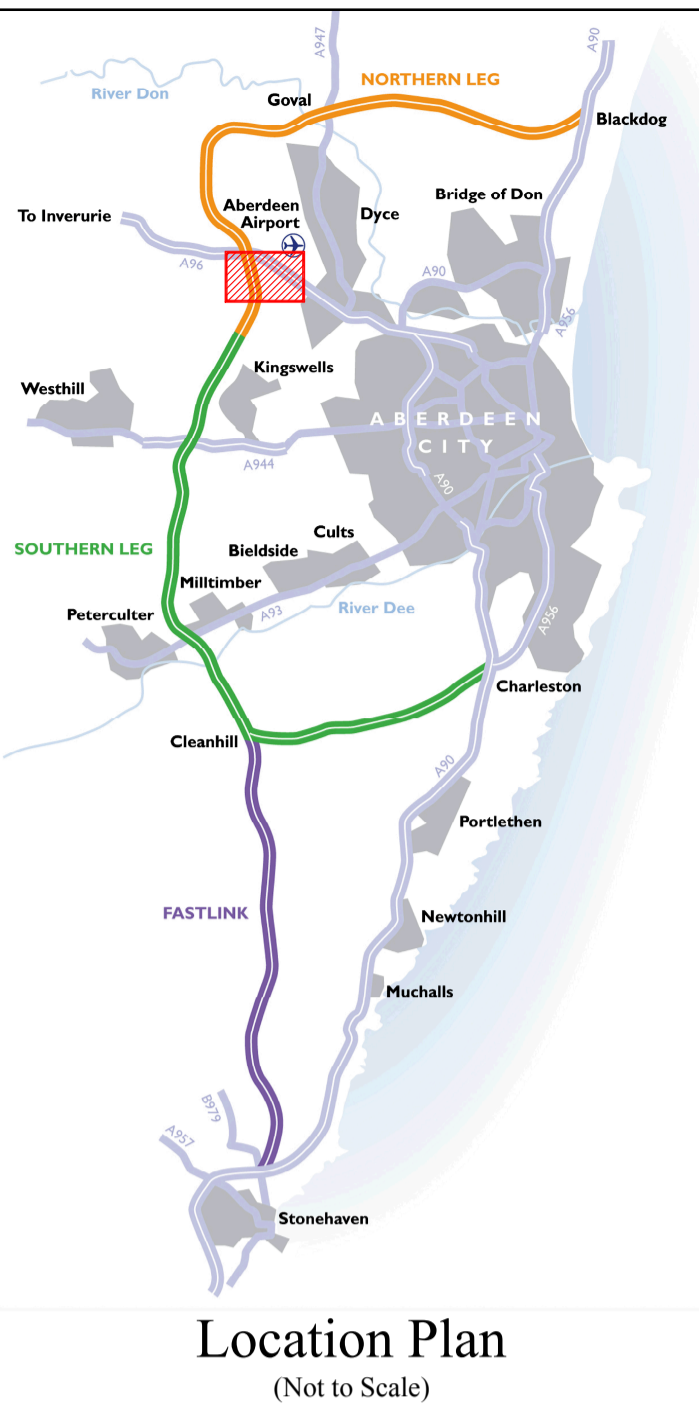 A947
A90
NORTHERN LEG
River Don
Goval
Blackdog
Bridge of Don
Aberdeen
Airport
Dyce
To Inverurie
A96
A90
A956
Kingswells
Westhill
ABERDEEN
CITY
A944
A90
SOUTHERN LEG
Cults
Bieldside
Milltimber
Peterculter
A93
River Dee
A956
Charleston
Cleanhill
A90
Portlethen
FASTLINK
Newtonhill
Muchalls
B979
A957
Stonehaven
Location Plan
(Not to Scale)